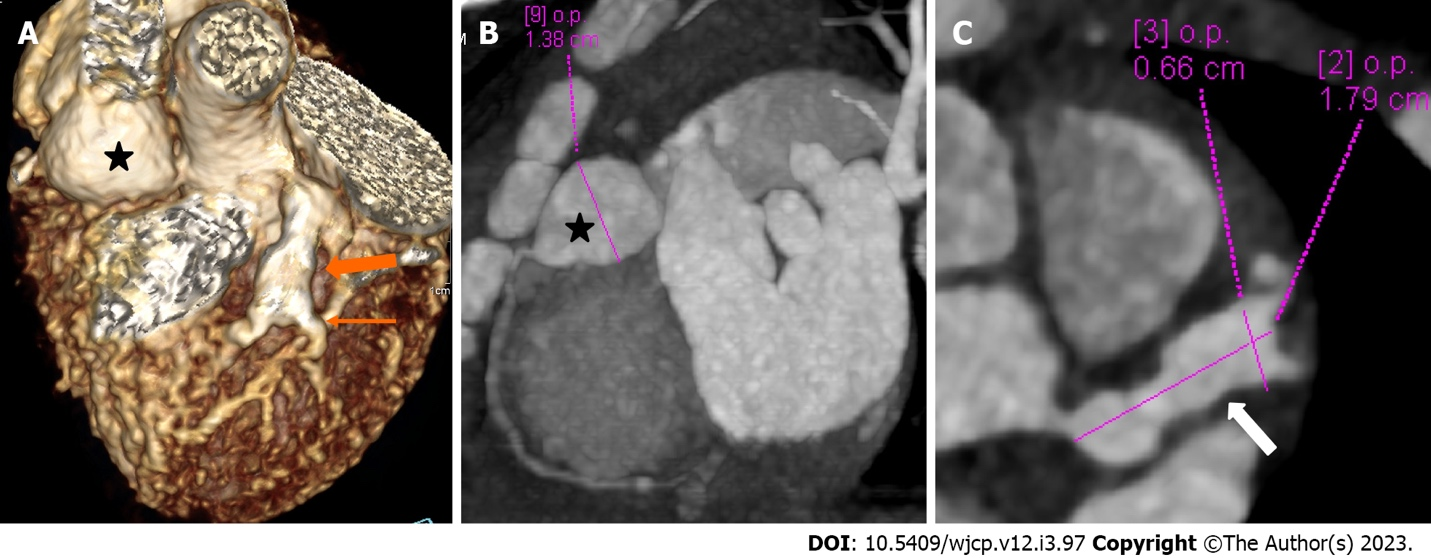 A
1cm
M
B
[9] o.p
1.38 cm
C
[3] o.p.
0.66 cm
[2] o.p.
1.79 cm
DOI: 10.5409/wjcp.v12.i3.97 Copyright ©The Author(s) 2023.